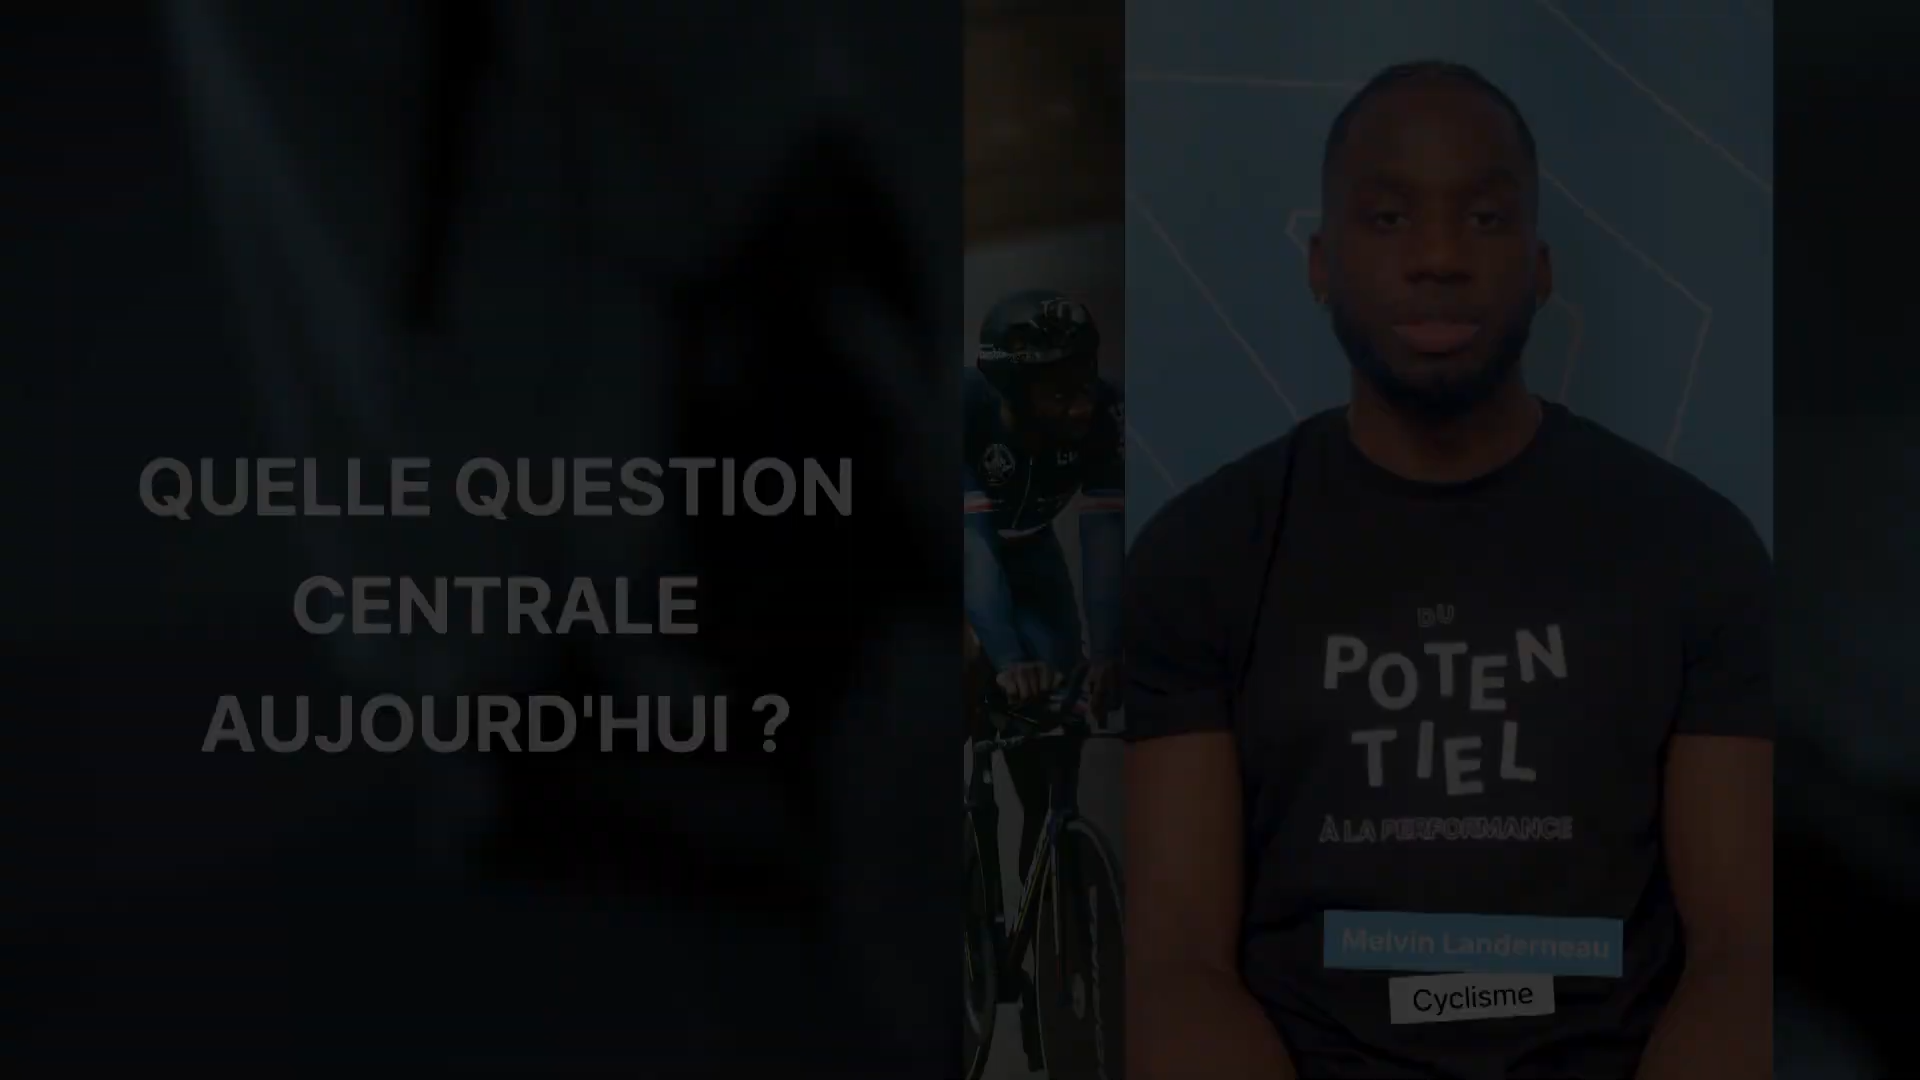 QUELLE QUESTION
CENTRALE
AUJOURD'HUI ?
DU
POTEN
TIEL
À LA PERFORMANCE
Melvin Landerneau
Cyclisme